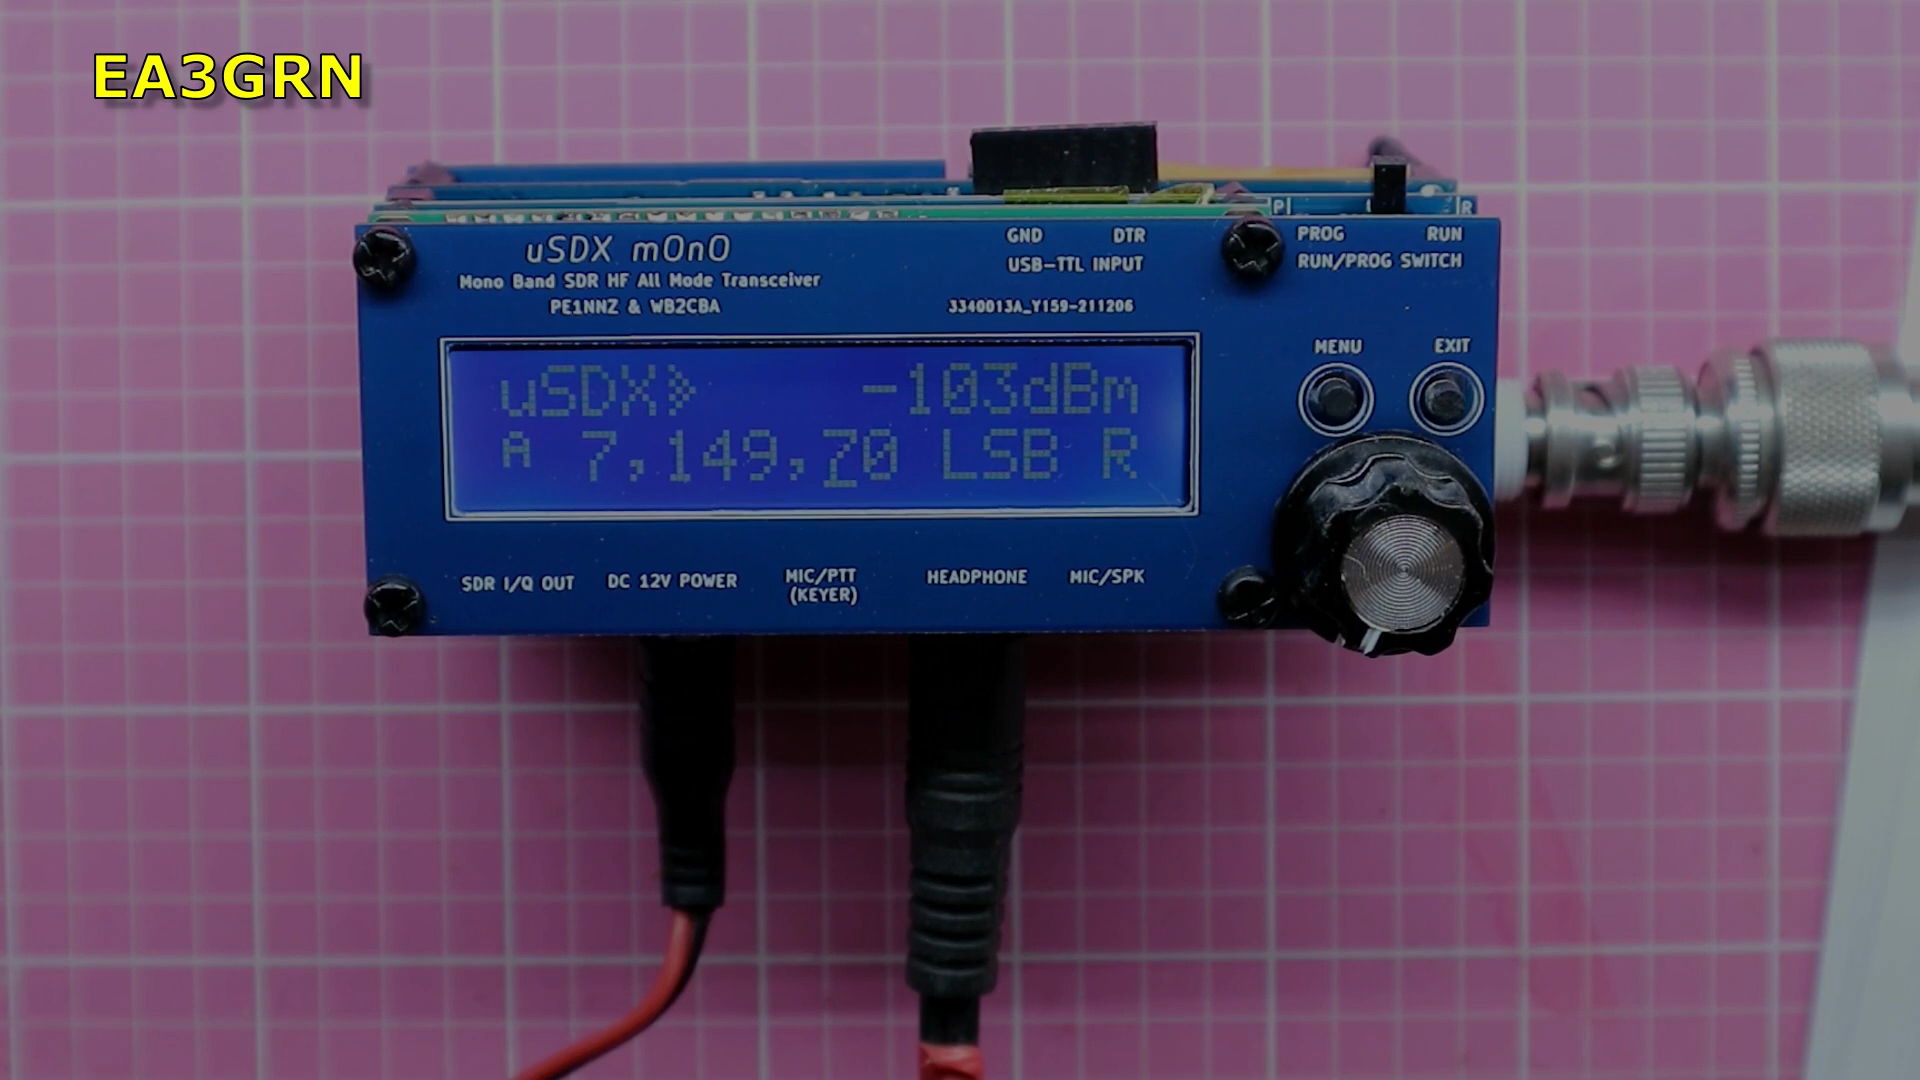 EA3GRN
uSDX mOnO
Mono Band SDR HF All Mode Transceiver
PE1NNZ & WB2CBA
GND DTR
USB-TTL INPUT
3340013A_Y159-211206
P R
PROG RUN
RUN/PROG SWITCH
MENU EXIT
uSDX -103dBm
A 7,149,70 LSB R
SDR I/Q OUT
DC 12V POWER
MIC/PTT
(KEYER)
HEADPHONE
MIC/SPK